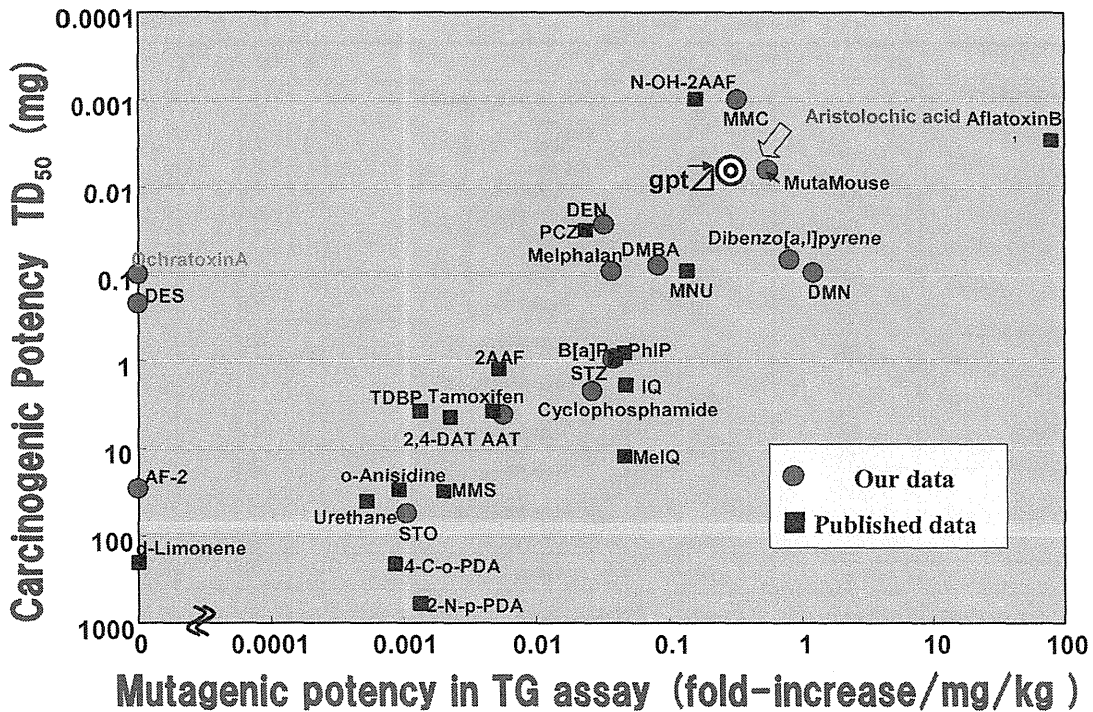 0.0001
N-OH-2AAF
0.001
MMC
Aristolochic acid AflatoxinB
1
gpt
0.01
MutaMouse
DEN
PCZ
Dibenzo[a,l]pyrene
Melphalan DMBA
OchratoxinA
0.1
MNU
DMN
DES
B[a]P PhIP
1
2AAF
STZ
IQ
TDBP Tamoxifen
Cyclophosphamide
2,4-DAT AAT
10
MeIQ
AF-2
o-Anisidine
MMS
Our data
Urethane
STO
Published data
100
d-Limonene
4-C-o-PDA
2-N-p-PDA
1000
0 0.0001 0.001 0.01 0.1 1 10 100
Carcinogenic Potency TD50 (mg)
Mutagenic potency in TG assay (fold-increase/mg/kg )